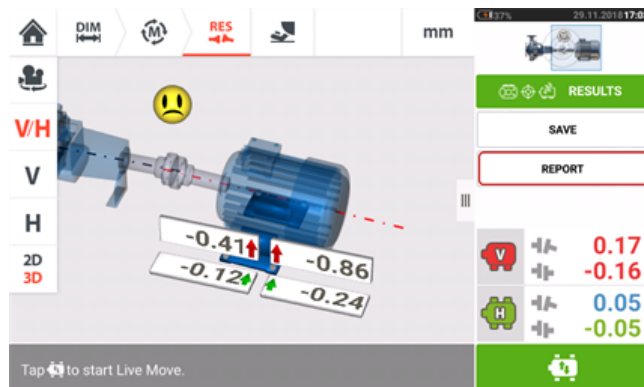 37% 29.11.2018 17:03
DIM
M
RES
mm
RESULTS
SAVE
V/H
REPORT
V
H
2D
3D
-0.41
-0.86
-0.12
-0.24
V 0.17
-0.16
H 0.05
-0.05
Tap to start Live Move.